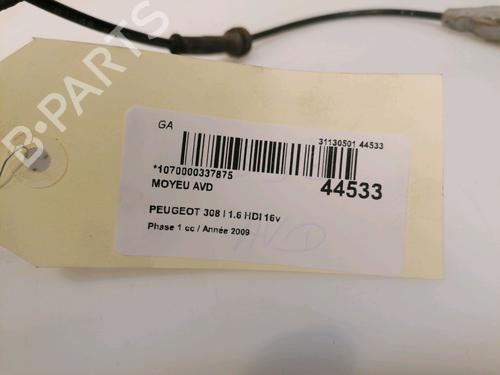 B-PARTS
GA
31130501 44533
*1070000337875
MOYEU AVD
44533
PEUGEOT 308 I 1.6 HDI 16v
Phase 1 cc / Année 2009
AVD